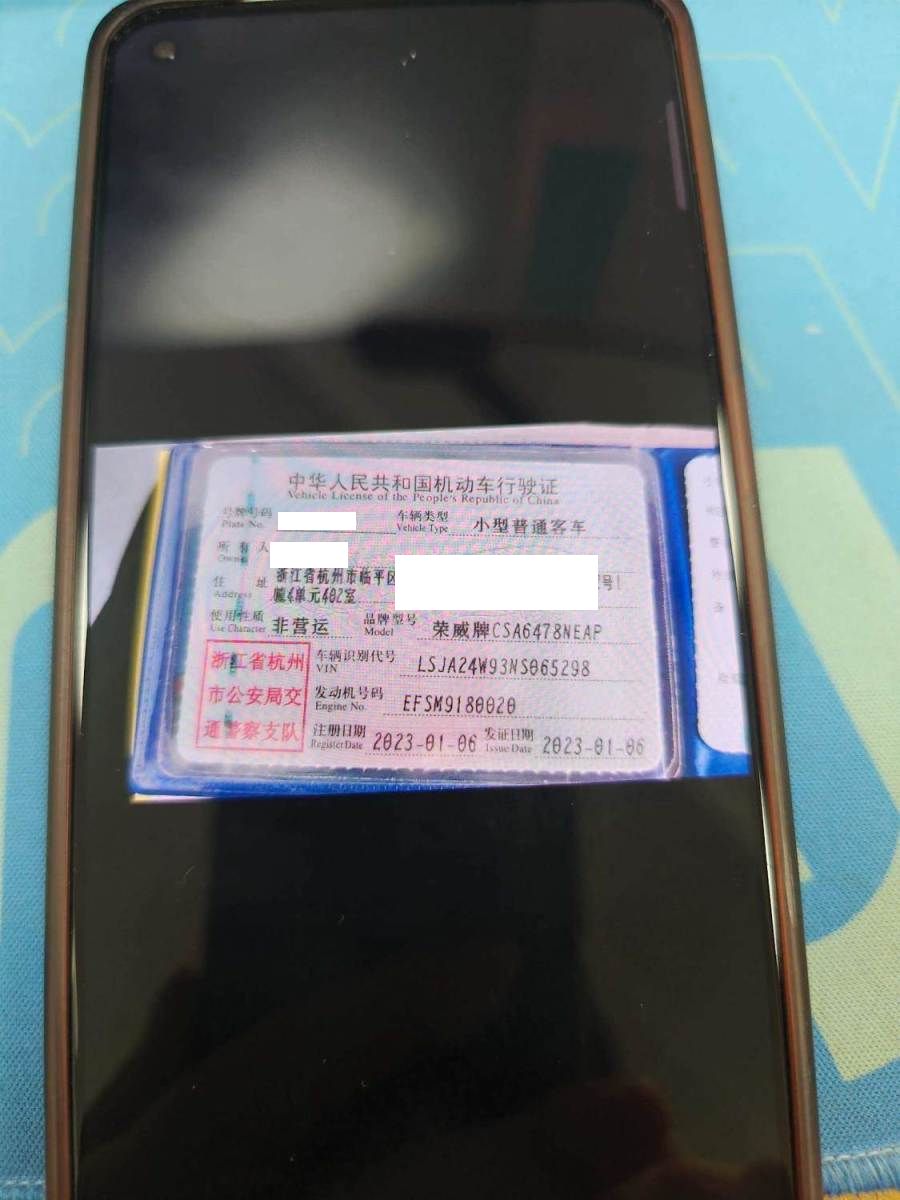 中华人民共和国机动车行驶证
Vehicle License of the People's Republic of China
号牌号码 车辆类型 小型普通客车
Plate No. Vehicle Type
所有人
Owner
住 址 浙江省杭州市临平区 号1
Address 幢4单元402室
使用性质 非营运 品牌型号 荣威牌CSA6478NEAP
Use Character Model
浙江省杭州 车辆识别代号 LSJA24W93NS065298
VIN
市公安局交 发动机号码 EFSM9180020
Engine No.
通警察支队 注册日期 2023-01-06 发证日期 2023-01-06
Register Date Issue Date